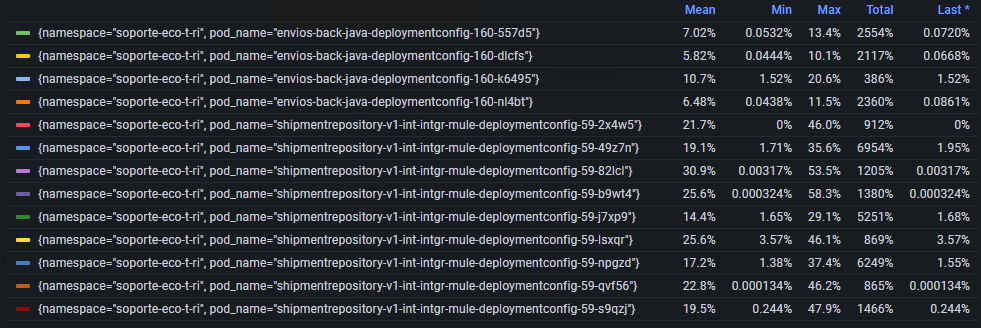 Mean Min Max Total Last *
{namespace="soporte-eco-t-ri", pod_name="envios-back-java-deploymentconfig-160-557d5"} 7.02% 0.0532% 13.4% 2554% 0.0720%
{namespace="soporte-eco-t-ri", pod_name="envios-back-java-deploymentconfig-160-dlcfs"} 5.82% 0.0444% 10.1% 2117% 0.0668%
{namespace="soporte-eco-t-ri", pod_name="envios-back-java-deploymentconfig-160-k6495"} 10.7% 1.52% 20.6% 386% 1.52%
{namespace="soporte-eco-t-ri", pod_name="envios-back-java-deploymentconfig-160-nl4bt"} 6.48% 0.0438% 11.5% 2360% 0.0861%
{namespace="soporte-eco-t-ri", pod_name="shipmentrepository-v1-int-intgr-mule-deploymentconfig-59-2x4w5"} 21.7% 0% 46.0% 912% 0%
{namespace="soporte-eco-t-ri", pod_name="shipmentrepository-v1-int-intgr-mule-deploymentconfig-59-49z7n"} 19.1% 1.71% 35.6% 6954% 1.95%
{namespace="soporte-eco-t-ri", pod_name="shipmentrepository-v1-int-intgr-mule-deploymentconfig-59-82lcl"} 30.9% 0.00317% 53.5% 1205% 0.00317%
{namespace="soporte-eco-t-ri", pod_name="shipmentrepository-v1-int-intgr-mule-deploymentconfig-59-b9wt4"} 25.6% 0.000324% 58.3% 1380% 0.000324%
{namespace="soporte-eco-t-ri", pod_name="shipmentrepository-v1-int-intgr-mule-deploymentconfig-59-j7xp9"} 14.4% 1.65% 29.1% 5251% 1.68%
{namespace="soporte-eco-t-ri", pod_name="shipmentrepository-v1-int-intgr-mule-deploymentconfig-59-lsxqr"} 25.6% 3.57% 46.1% 869% 3.57%
{namespace="soporte-eco-t-ri", pod_name="shipmentrepository-v1-int-intgr-mule-deploymentconfig-59-npgzd"} 17.2% 1.38% 37.4% 6249% 1.55%
{namespace="soporte-eco-t-ri", pod_name="shipmentrepository-v1-int-intgr-mule-deploymentconfig-59-qvf56"} 22.8% 0.000134% 46.2% 865% 0.000134%
{namespace="soporte-eco-t-ri", pod_name="shipmentrepository-v1-int-intgr-mule-deploymentconfig-59-s9qzj"} 19.5% 0.244% 47.9% 1466% 0.244%